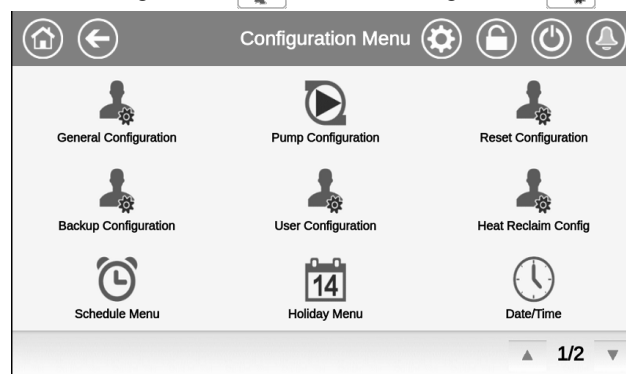 Configuration Menu
General Configuration
Pump Configuration
Reset Configuration
Backup Configuration
User Configuration
Heat Reclaim Config
14
Schedule Menu
Holiday Menu
Date/Time
1/2